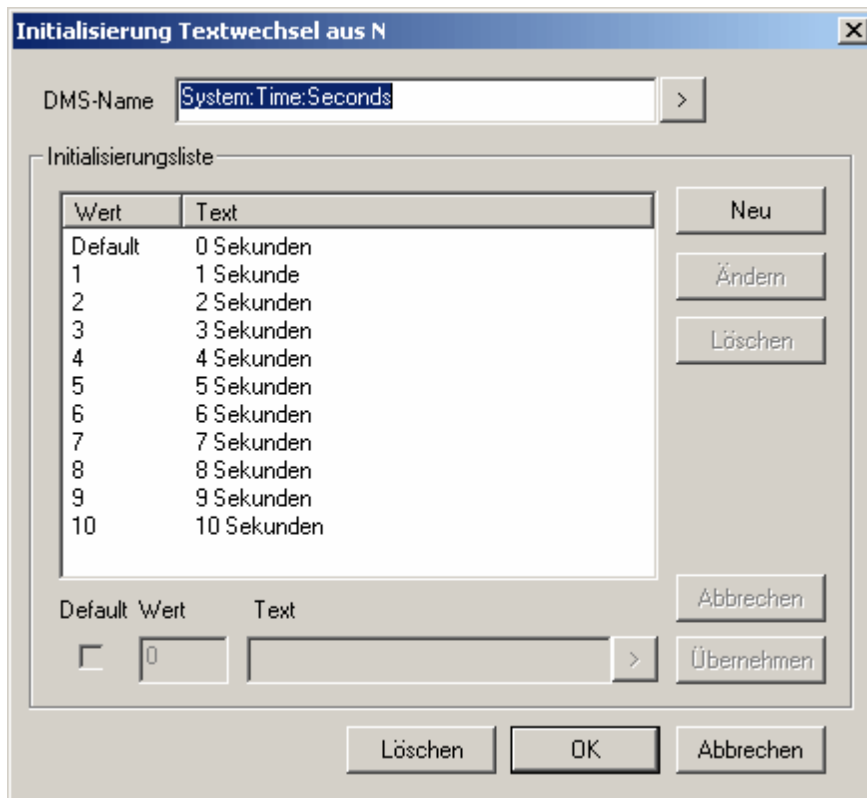 Initialisierung Textwechsel aus N
DMS-Name System:Time:Seconds >
Initialisierungsliste
Wert Text
Default 0 Sekunden
1 1 Sekunde
2 2 Sekunden
3 3 Sekunden
4 4 Sekunden
5 5 Sekunden
6 6 Sekunden
7 7 Sekunden
8 8 Sekunden
9 9 Sekunden
10 10 Sekunden
Neu
Ändern
Löschen
Abbrechen
Default Wert Text
0 > Übernehmen
Löschen OK Abbrechen